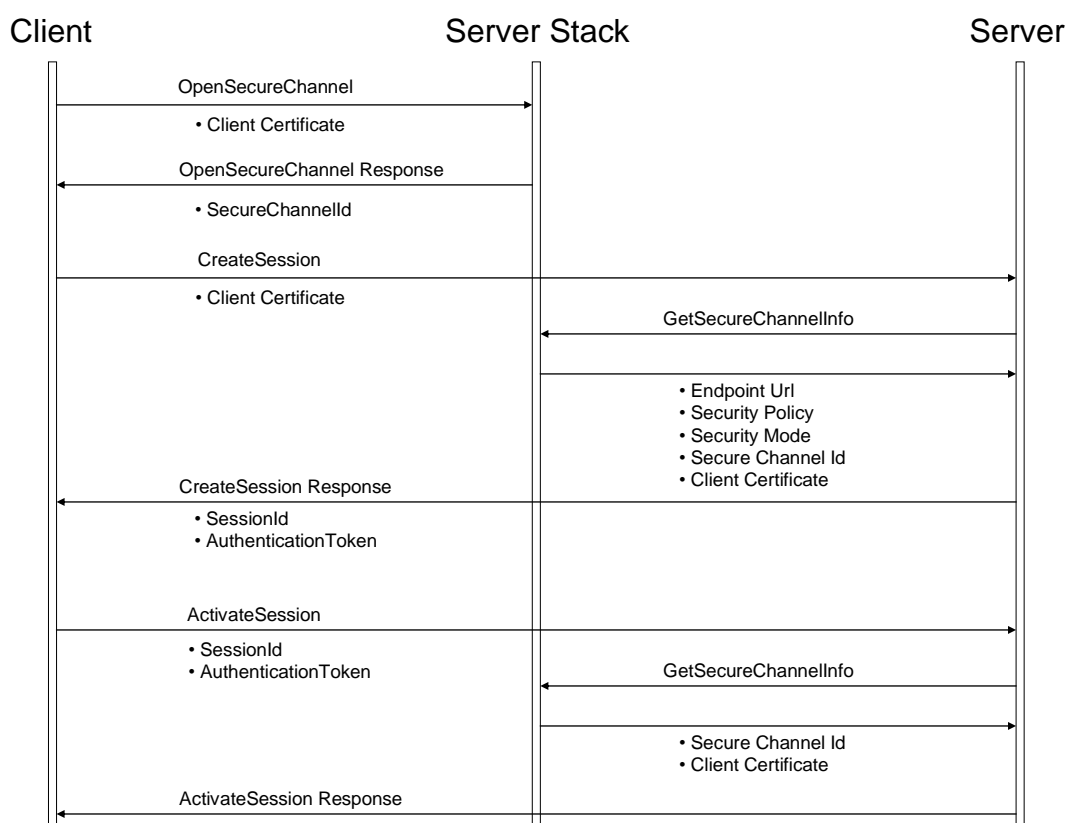 Client
Server Stack
Server
OpenSecureChannel
• Client Certificate
OpenSecureChannel Response
• SecureChannelId
CreateSession
• Client Certificate
GetSecureChannelInfo
• Endpoint Url
• Security Policy
• Security Mode
• Secure Channel Id
• Client Certificate
CreateSession Response
• SessionId
• AuthenticationToken
ActivateSession
• SessionId
• AuthenticationToken
GetSecureChannelInfo
• Secure Channel Id
• Client Certificate
ActivateSession Response